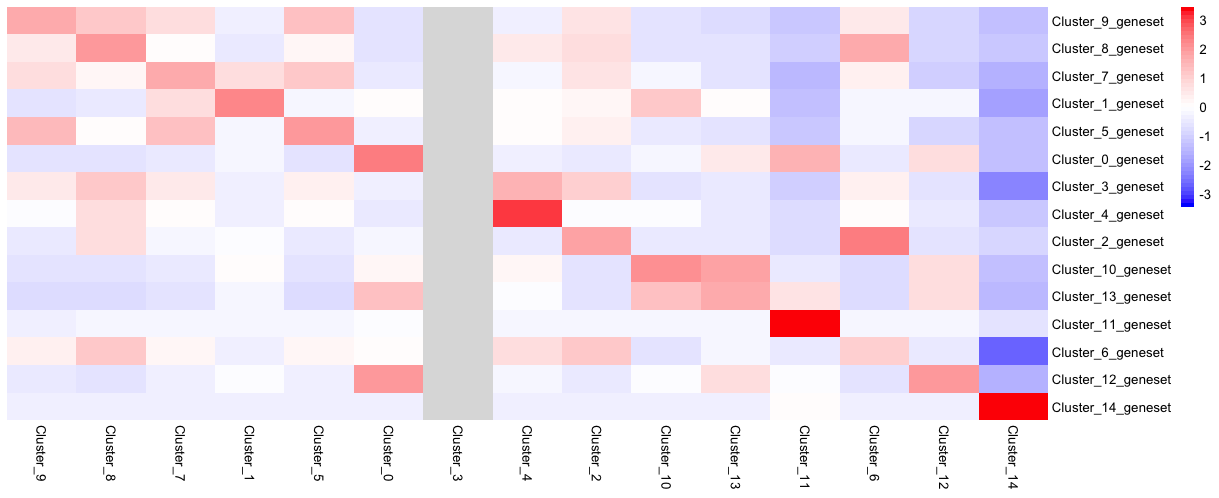 Cluster_9_geneset
Cluster_8_geneset
Cluster_7_geneset
Cluster_1_geneset
Cluster_5_geneset
Cluster_0_geneset
Cluster_3_geneset
Cluster_4_geneset
Cluster_2_geneset
Cluster_10_geneset
Cluster_13_geneset
Cluster_11_geneset
Cluster_6_geneset
Cluster_12_geneset
Cluster_14_geneset
3
2
1
0
-1
-2
-3
Cluster_9
Cluster_8
Cluster_7
Cluster_1
Cluster_5
Cluster_0
Cluster_3
Cluster_4
Cluster_2
Cluster_10
Cluster_13
Cluster_11
Cluster_6
Cluster_12
Cluster_14